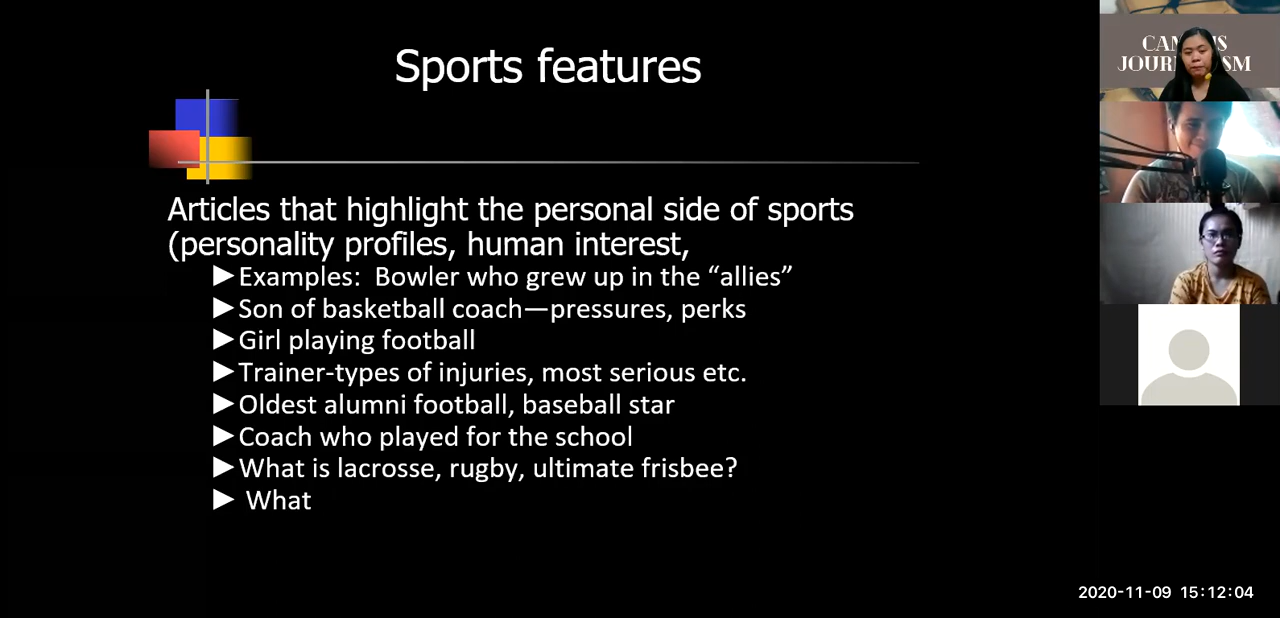 Sports features
Articles that highlight the personal side of sports
(personality profiles, human interest,
►Examples:  Bowler who grew up in the “allies”
►Son of basketball coach—pressures, perks
►Girl playing football
►Trainer-types of injuries, most serious etc.
►Oldest alumni football, baseball star
►Coach who played for the school
►What is lacrosse, rugby, ultimate frisbee?
► What
2020-11-09 15:12:04